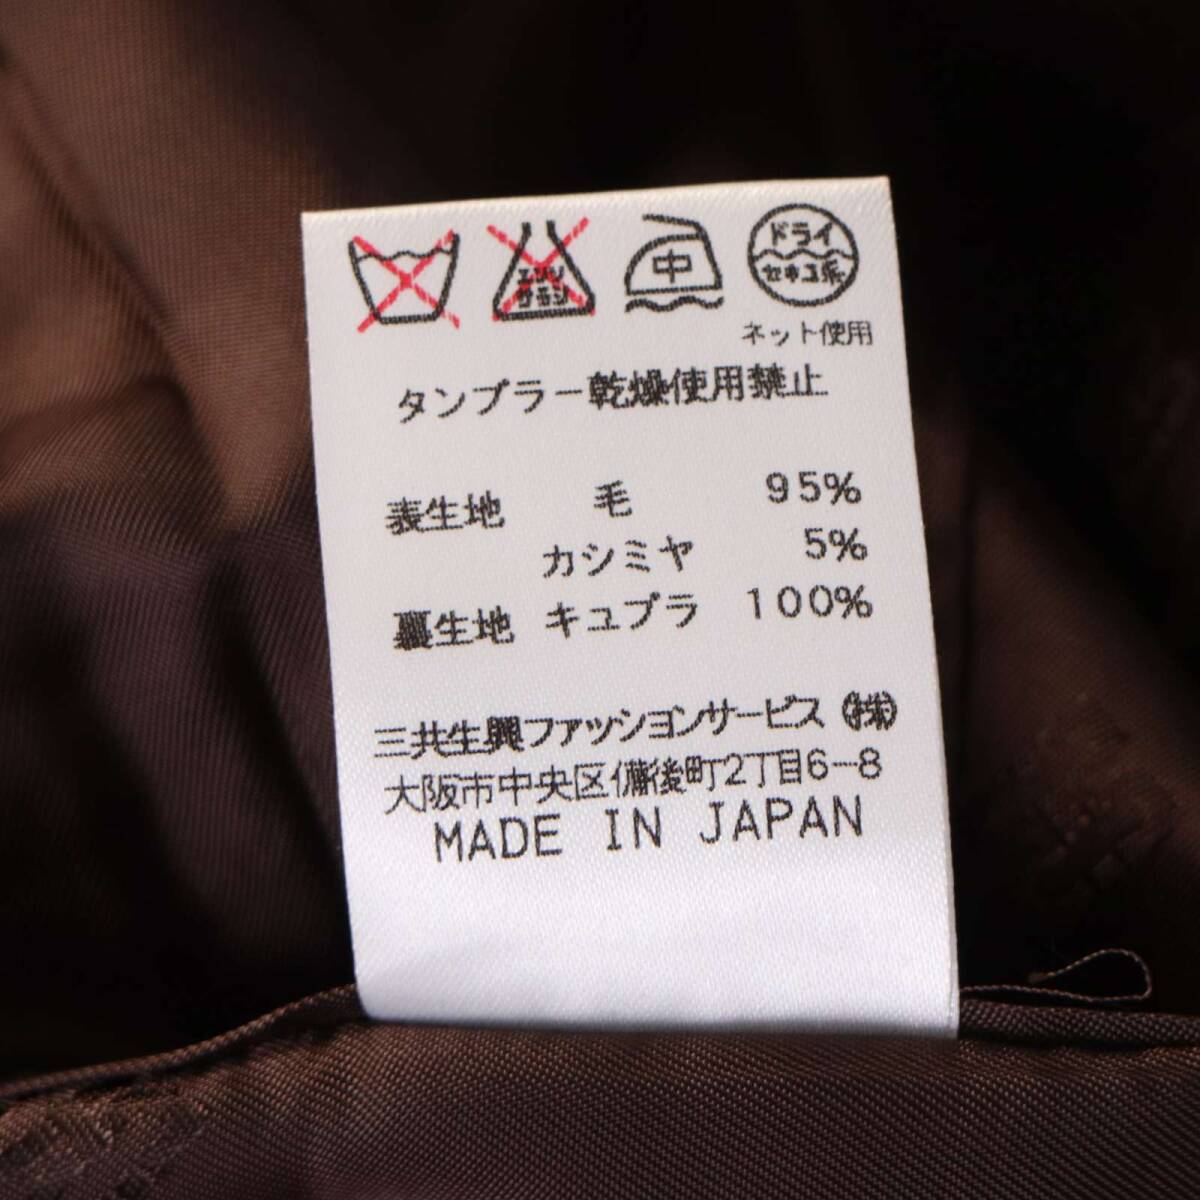 エンソ
サラシ
中
ドライ
セキユ系
ネット使用
タンブラー乾燥使用禁止
表生地 毛 95%
カシミヤ 5%
裏生地 キュプラ 100%
三共生興ファッションサービス㈱
大阪市中央区備後町2丁目6-8
MADE IN JAPAN